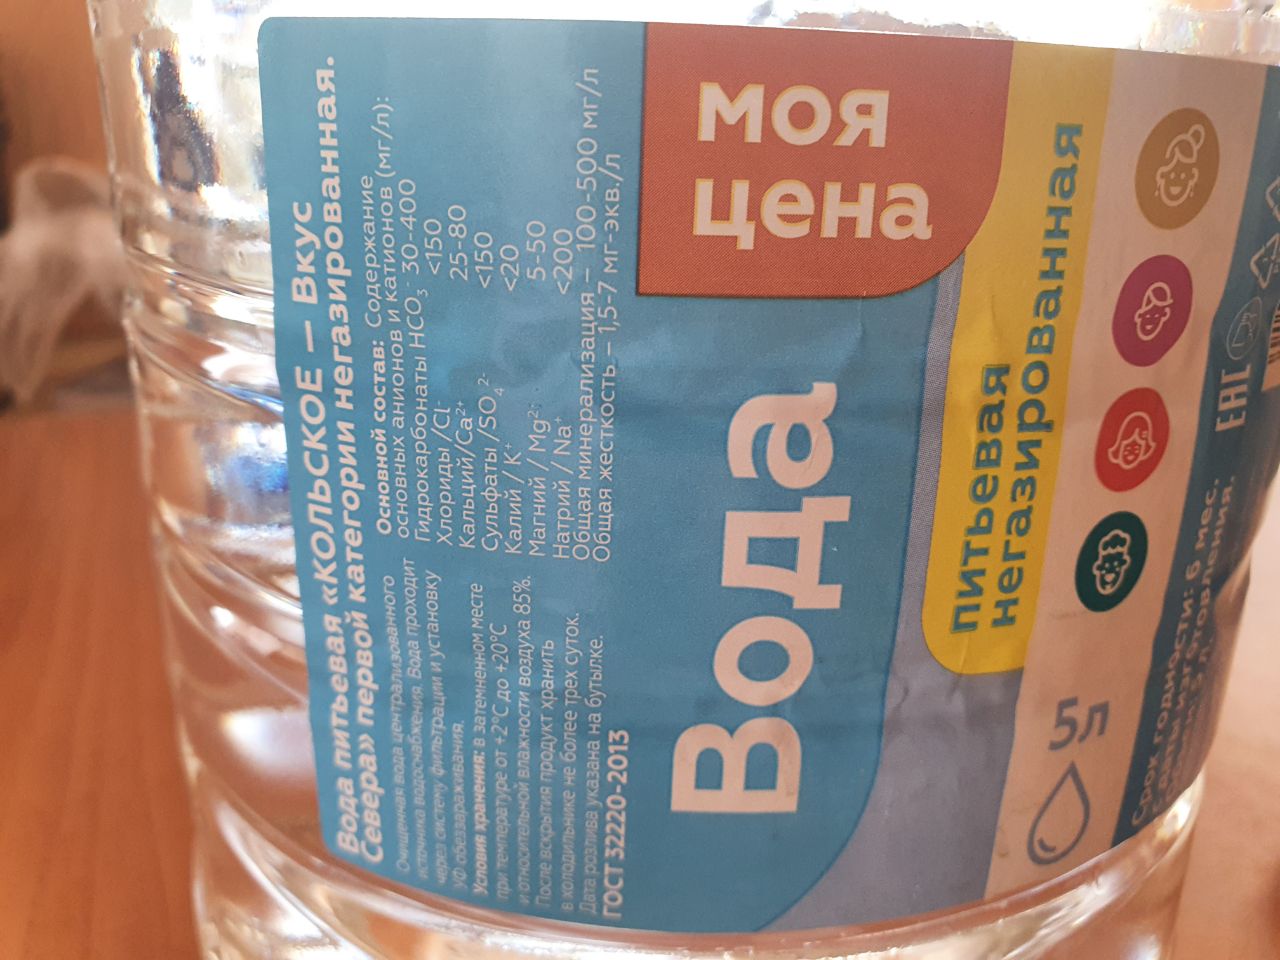 Вода питьевая «КОЛЬСКОЕ – Вкус
Севера» первой категории негазированная.
Очищенная вода централизованного
источника водоснабжения. Вода проходит
через систему фильтрации и установку
УФ обеззараживания.
Условия хранения: в затемненном месте
при температуре от +2°С до +20°С
и относительной влажности воздуха 85%.
После вскрытия продукт хранить
в холодильнике не более трех суток.
Дата розлива указана на бутылке.
ГОСТ 32220-2013
Основной состав: Содержание
основных анионов и катионов (мг/л):
Гидрокарбонаты HCO₃⁻ 30-400
Хлориды /Cl⁻ <150
Кальций/Ca²⁺ 25-80
Сульфаты /SO₄²⁻ <150
Калий / K⁺ <20
Магний / Mg²⁺ 5-50
Натрий / Na⁺ <200
Общая минерализация – 100-500 мг/л
Общая жесткость – 1,5-7 мг-экв./л
моя
цена
Вода
питьевая
негазированная
5л
ЕАС
Срок годности: 6 мес.
с даты изготовления.
5 л